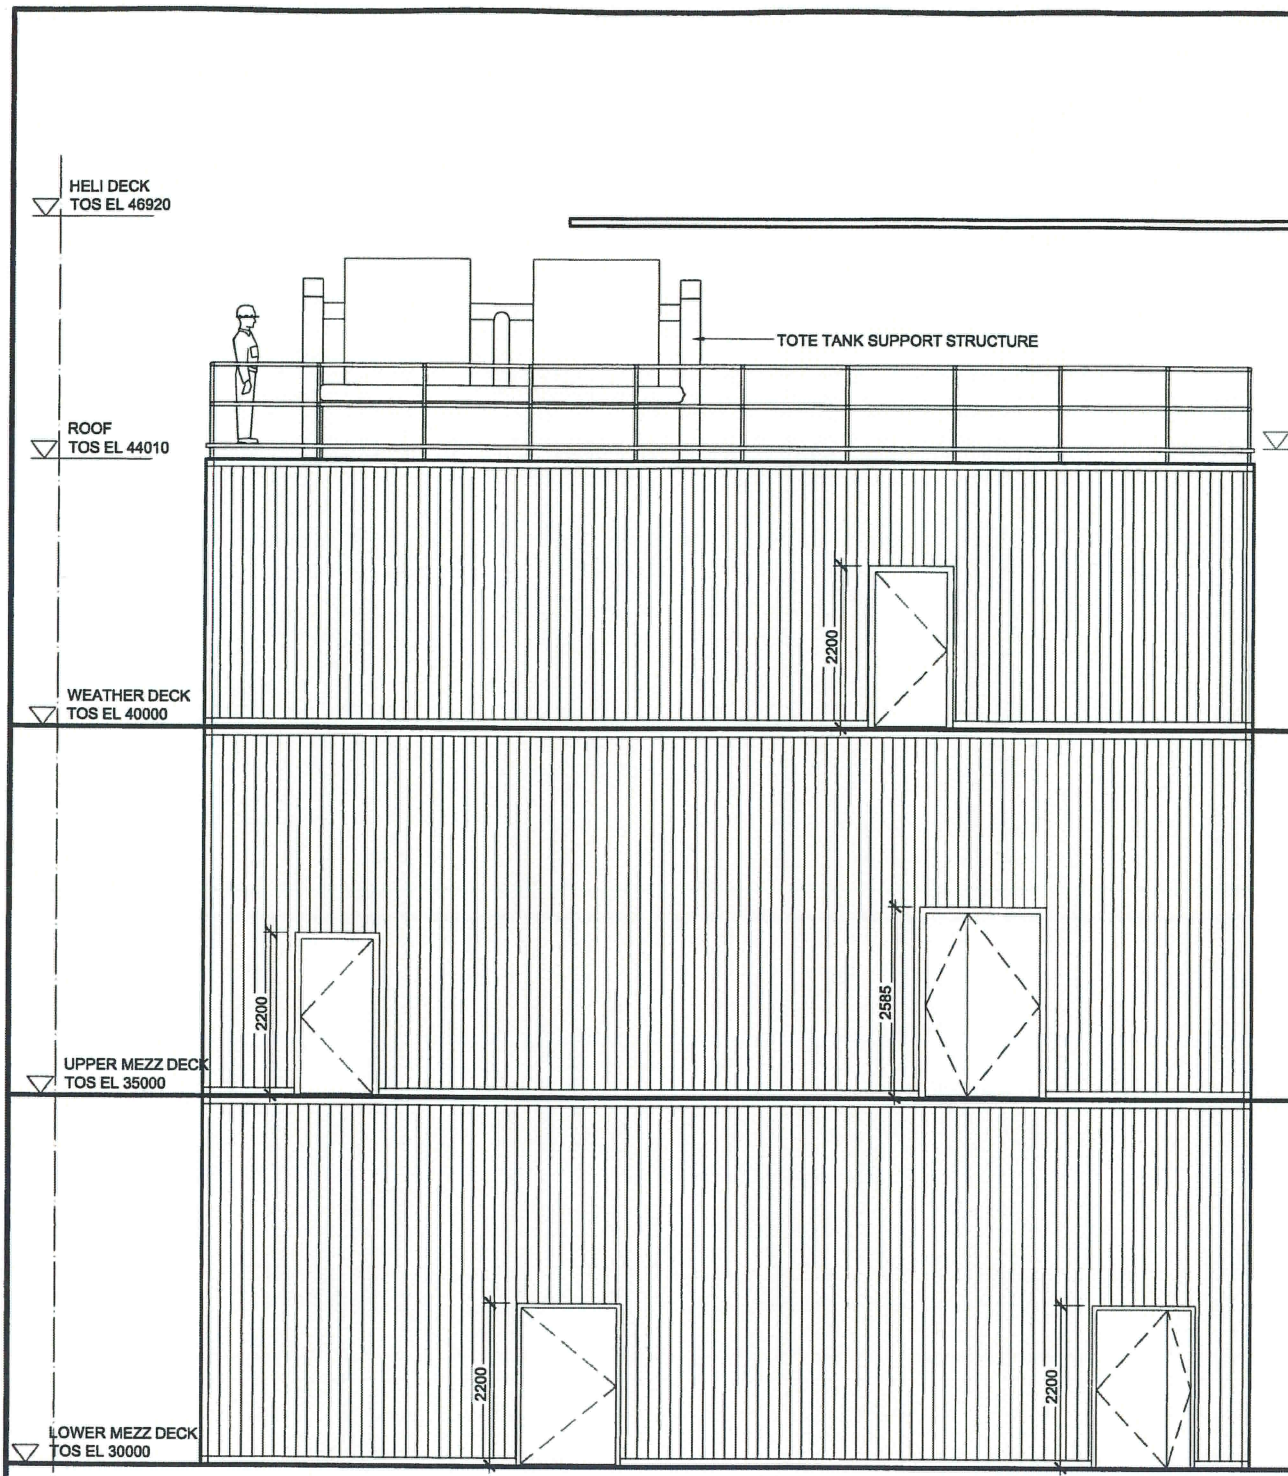 HELI DECK
TOS EL 46920
TOTE TANK SUPPORT STRUCTURE
ROOF
TOS EL 44010
2200
WEATHER DECK
TOS EL 40000
2200
2585
UPPER MEZZ DECK
TOS EL 35000
2200
2200
LOWER MEZZ DECK
TOS EL 30000